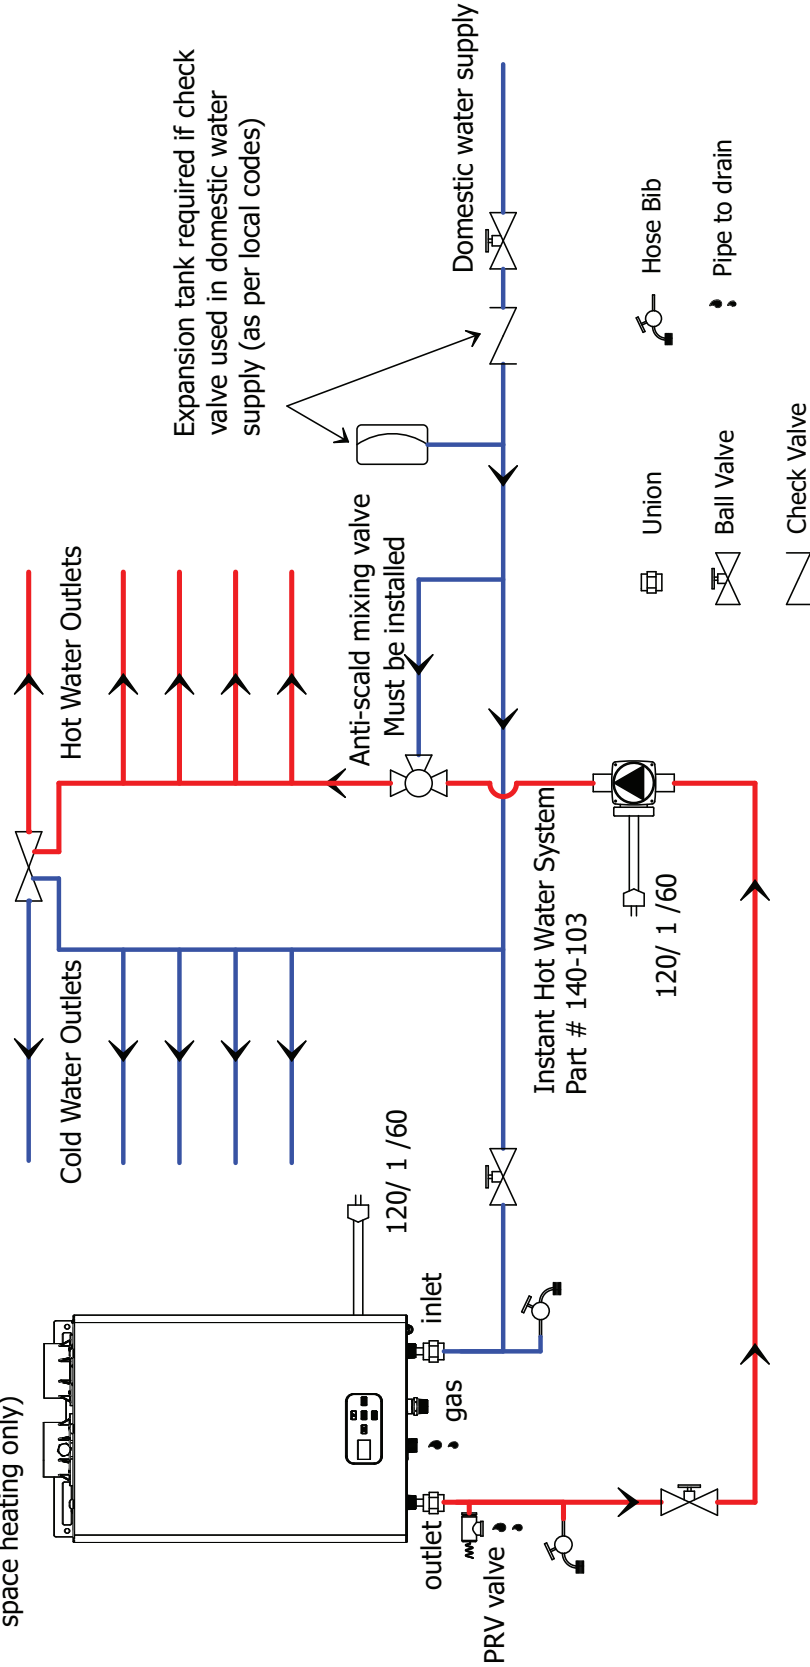 space heating only)
Cold Water Outlets
Hot Water Outlets
Expansion tank required if check
valve used in domestic water
supply (as per local codes)
Anti-scald mixing valve
Must be installed
Domestic water supply
120/ 1 /60
inlet
gas
outlet
PRV valve
Instant Hot Water System
Part # 140-103
120/ 1 /60
Union
Hose Bib
Ball Valve
Pipe to drain
Check Valve